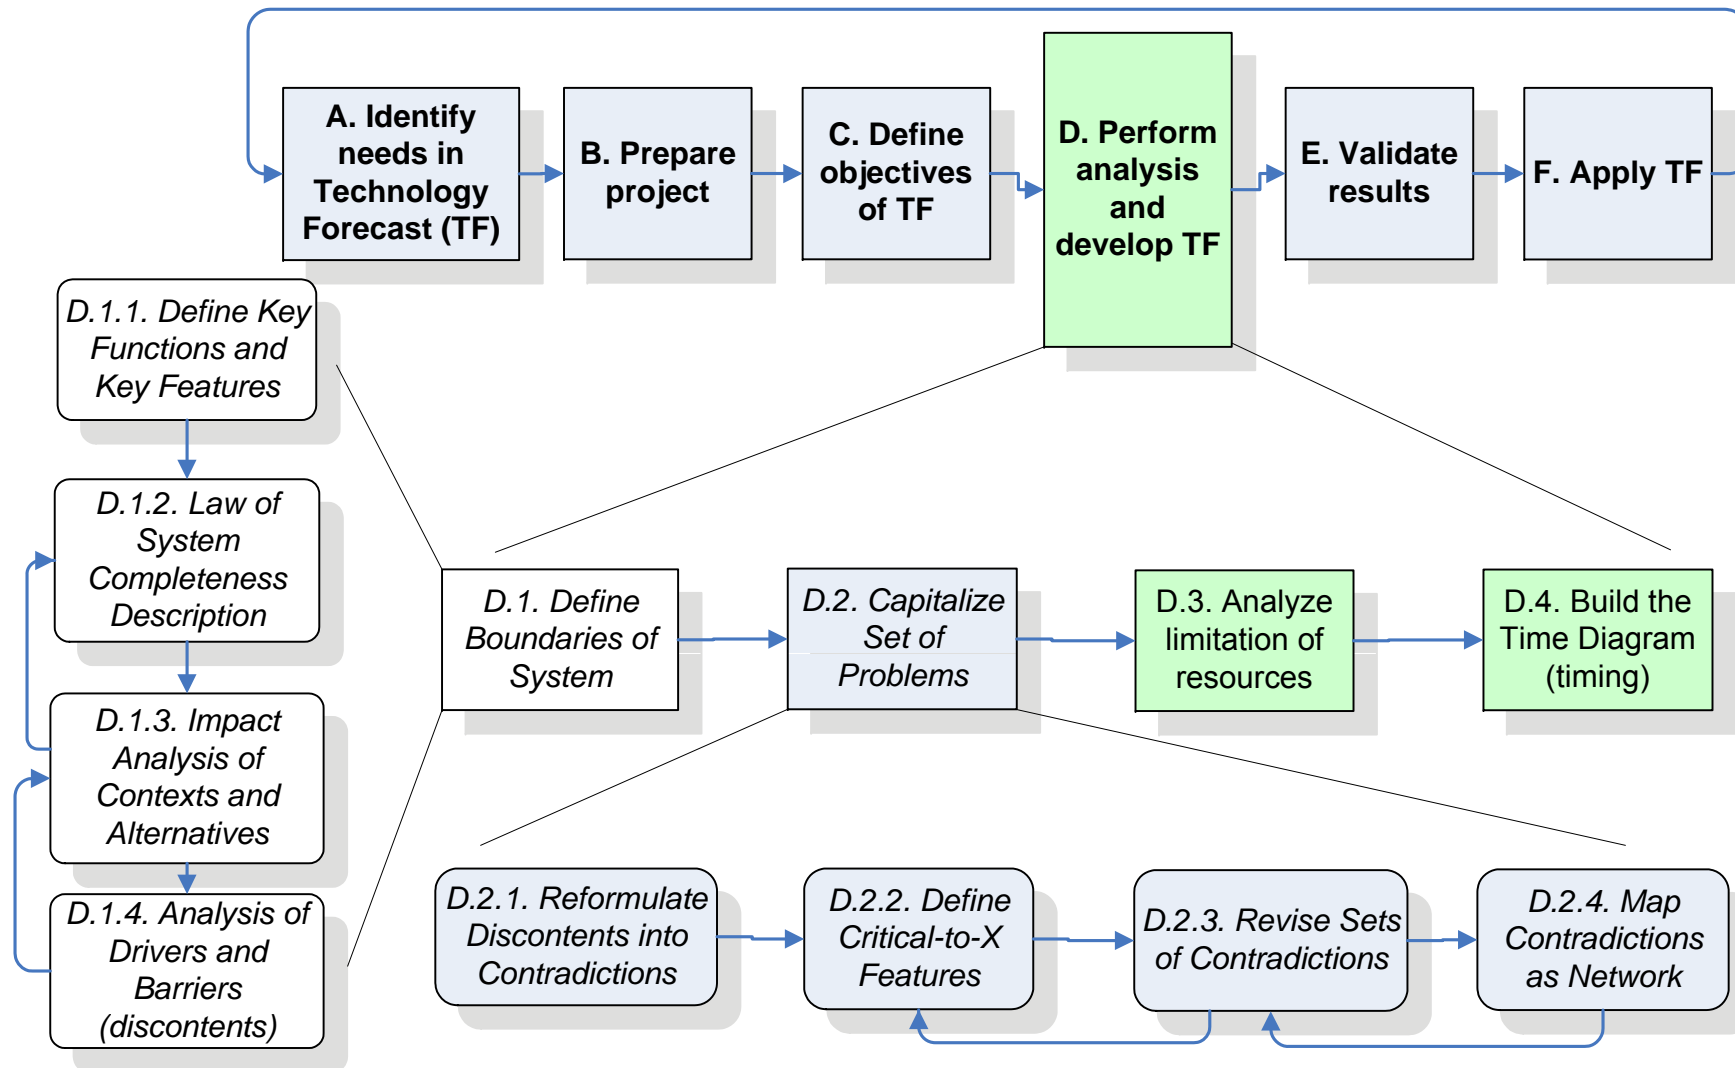 A. Identify
needs in
Technology
Forecast (TF)
B. Prepare
project
C. Define
objectives
of TF
D. Perform
analysis
and
develop TF
E. Validate
results
F. Apply TF
D.1.1. Define Key
Functions and
Key Features
D.1.2. Law of
System
Completeness
Description
D.1.3. Impact
Analysis of
Contexts and
Alternatives
D.1.4. Analysis of
Drivers and
Barriers
(discontents)
D.1. Define
Boundaries of
System
D.2. Capitalize
Set of
Problems
D.3. Analyze
limitation of
resources
D.4. Build the
Time Diagram
(timing)
D.2.1. Reformulate
Discontents into
Contradictions
D.2.2. Define
Critical-to-X
Features
D.2.3. Revise Sets
of Contradictions
D.2.4. Map
Contradictions
as Network